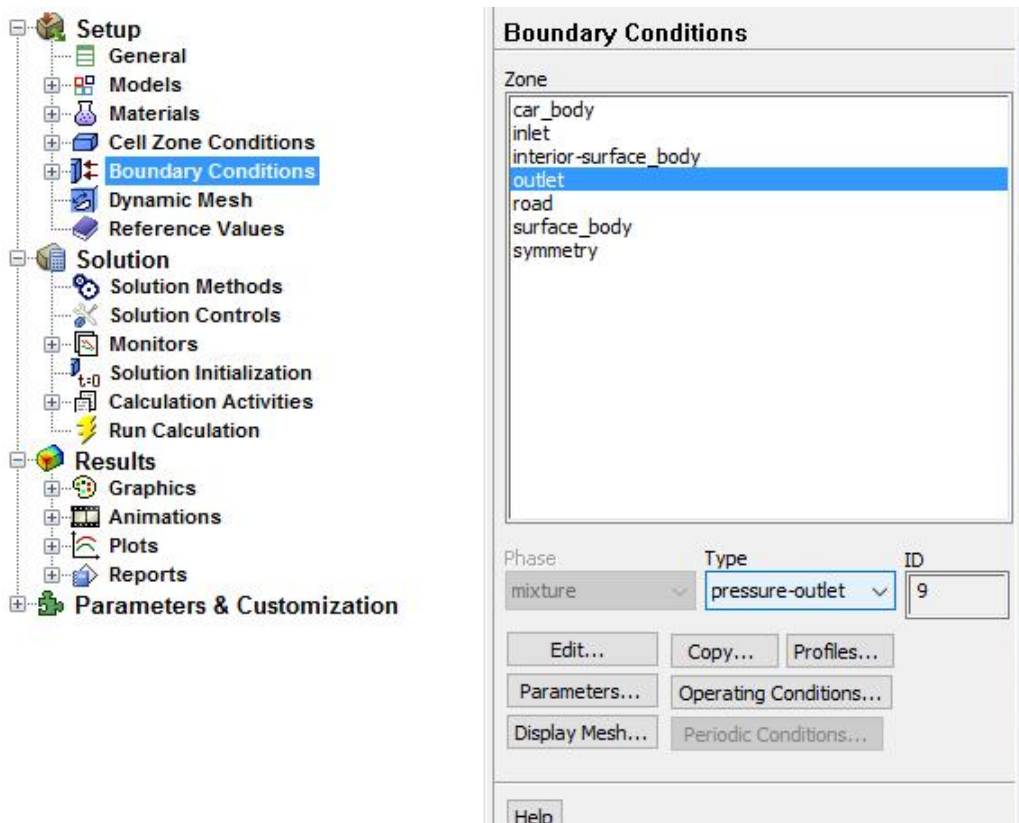 Setup
General
Models
Materials
Cell Zone Conditions
Boundary Conditions
Dynamic Mesh
Reference Values
Solution
Solution Methods
Solution Controls
Monitors
t=0 Solution Initialization
Calculation Activities
Run Calculation
Results
Graphics
Animations
Plots
Reports
Parameters & Customization
Boundary Conditions
Zone
car_body
inlet
interior-surface_body
outlet
road
surface_body
symmetry
Phase Type ID
mixture pressure-outlet 9
Edit... Copy... Profiles...
Parameters... Operating Conditions...
Display Mesh... Periodic Conditions...
Help